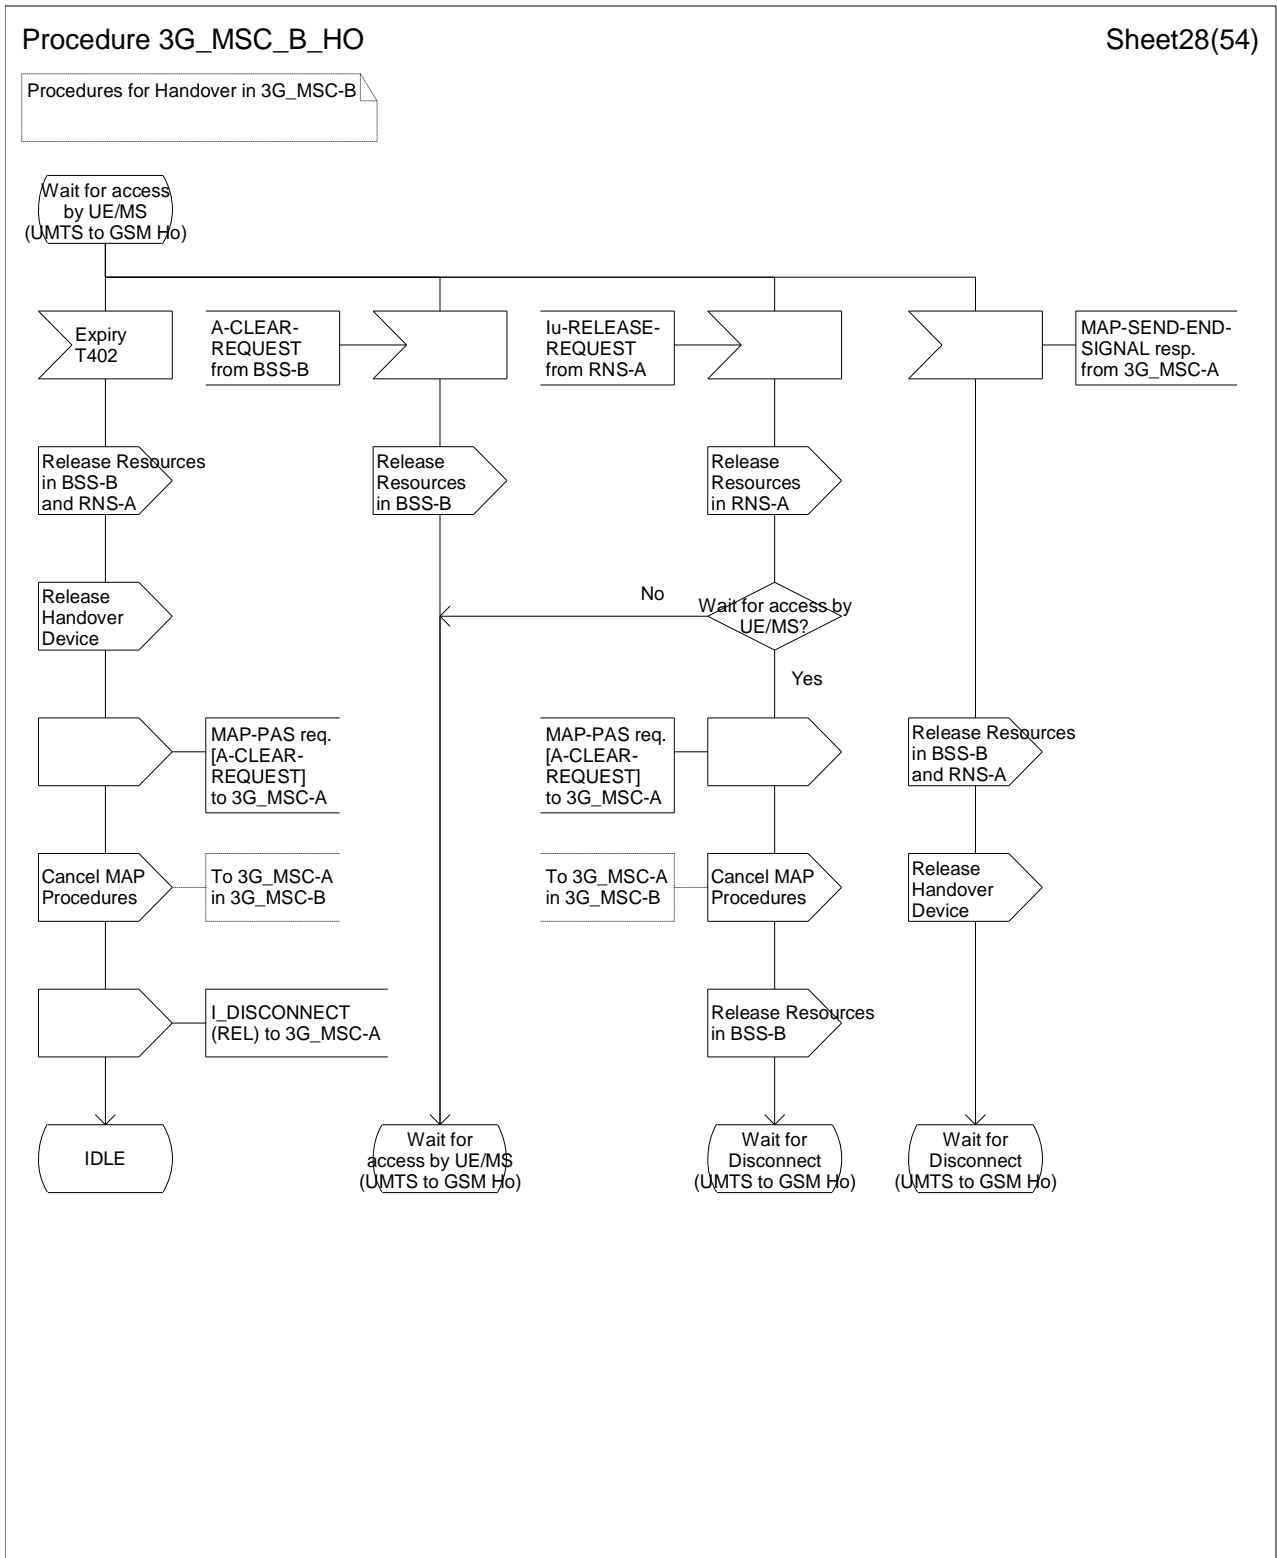 Procedure 3G_MSC_B_HO
Sheet28(54)
Procedures for Handover in 3G_MSC-B
Wait for access
by UE/MS
(UMTS to GSM Ho)
Expiry
T402
A-CLEAR-
REQUEST
from BSS-B
Iu-RELEASE-
REQUEST
from RNS-A
MAP-SEND-END-
SIGNAL resp.
from 3G_MSC-A
Release Resources
in BSS-B
and RNS-A
Release
Resources
in BSS-B
Release
Resources
in RNS-A
Release
Handover
Device
No
Wait for access by
UE/MS?
Yes
MAP-PAS req.
[A-CLEAR-
REQUEST]
to 3G_MSC-A
MAP-PAS req.
[A-CLEAR-
REQUEST]
to 3G_MSC-A
Release Resources
in BSS-B
and RNS-A
Cancel MAP
Procedures
To 3G_MSC-A
in 3G_MSC-B
To 3G_MSC-A
in 3G_MSC-B
Cancel MAP
Procedures
Release
Handover
Device
I_DISCONNECT
(REL) to 3G_MSC-A
Release Resources
in BSS-B
IDLE
Wait for
access by UE/MS
(UMTS to GSM Ho)
Wait for
Disconnect
(UMTS to GSM Ho)
Wait for
Disconnect
(UMTS to GSM Ho)